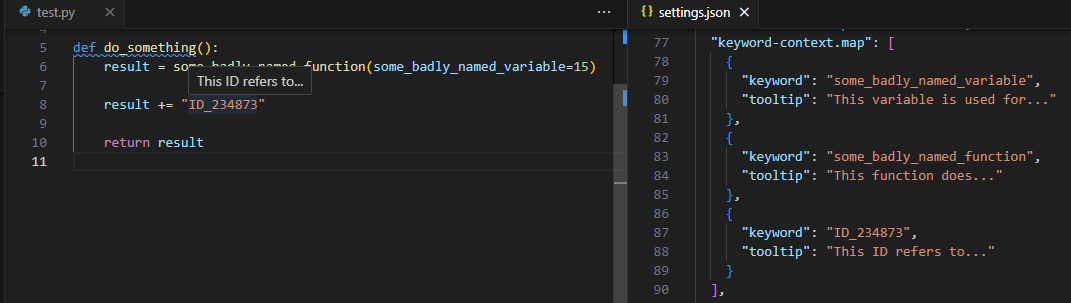 test.py
settings.json
4
5 def do_something():
6 result = some_badly_named_function(some_badly_named_variable=15)
This ID refers to...
7
8 result += "ID_234873"
9
10 return result
11
77 "keyword-context.map": [
78 {
79 "keyword": "some_badly_named_variable",
80 "tooltip": "This variable is used for..."
81 },
82 {
83 "keyword": "some_badly_named_function",
84 "tooltip": "This function does..."
85 },
86 {
87 "keyword": "ID_234873",
88 "tooltip": "This ID refers to..."
89 }
90 ],